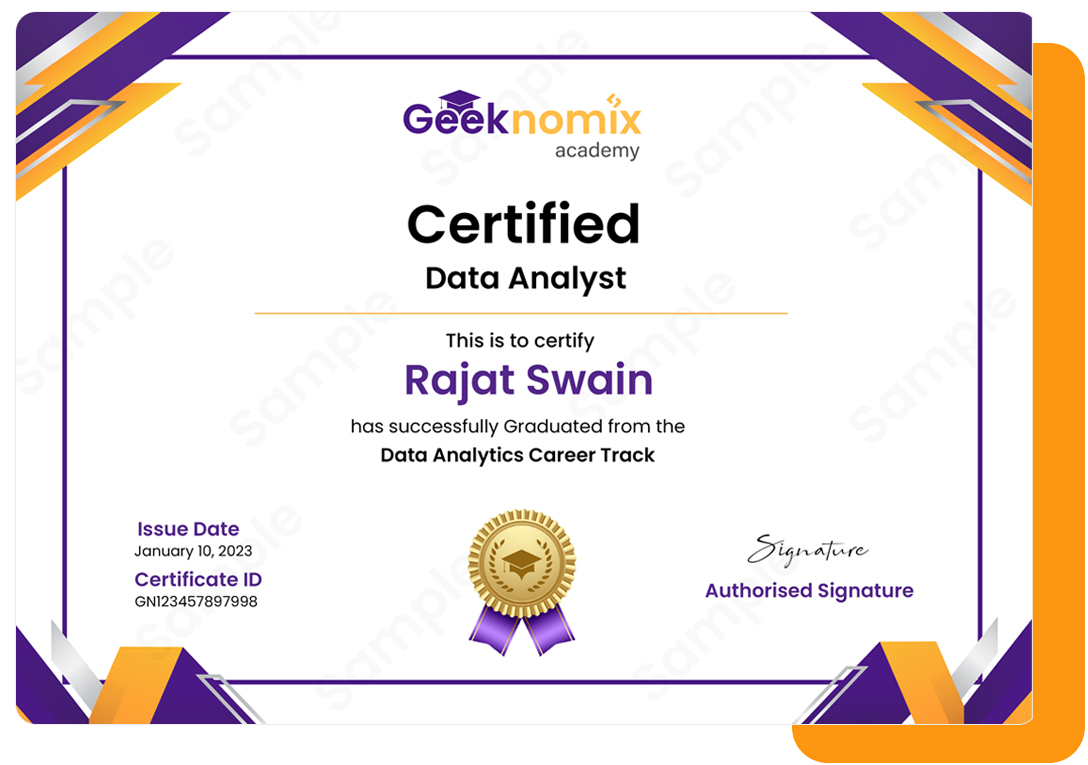 Geeknomix
academy
Certified
Data Analyst
This is to certify
Rajat Swain
has successfully Graduated from the
Data Analytics Career Track
Issue Date
January 10, 2023
Certificate ID
GN123457897998
Signature
Authorised Signature
Sample
Sample
Sample
Sample
Sample
Sample
Sample
Sample
Sample
Sample
Sample